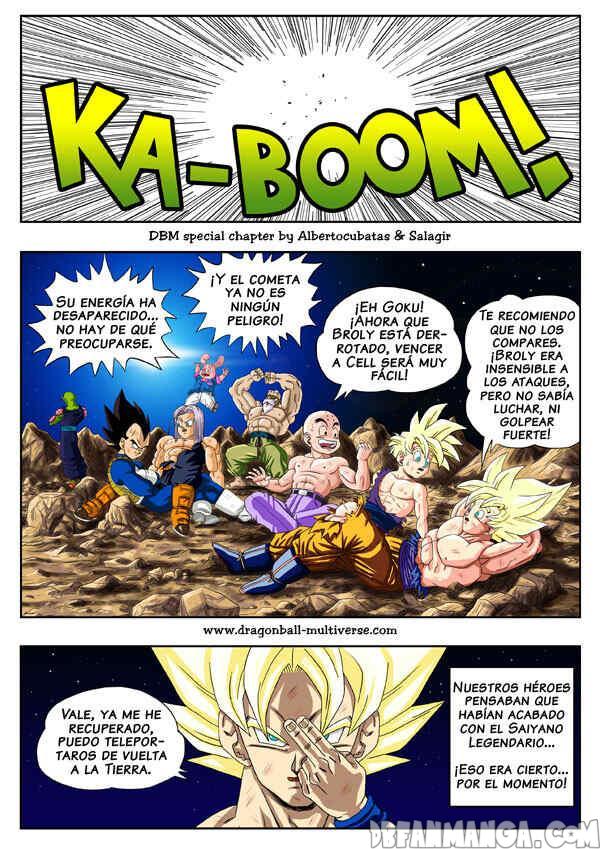 KA-BOOM!
DBM special chapter by Albertocubatas & Salagir
SU ENERGÍA HA
DESAPARECIDO...
NO HAY DE QUÉ
PREOCUPARSE.
¡Y EL COMETA
YA NO ES
NINGÚN
PELIGRO!
¡EH GOKU!
¡AHORA QUE
BROLY ESTÁ DER-
ROTADO, VENCER
A CELL SERÁ MUY
FÁCIL!
TE RECOMIENDO
QUE NO LOS
COMPARES.
¡BROLY ERA
INSENSIBLE A
LOS ATAQUES,
PERO NO SABÍA
LUCHAR, NI
GOLPEAR
FUERTE!
www.dragonball-multiverse.com
VALE, YA ME HE
RECUPERADO,
PUEDO TELEPOR-
TAROS DE VUELTA
A LA TIERRA.
NUESTROS HÉROES
PENSABAN QUE
HABÍAN ACABADO
CON EL SAIYANO
LEGENDARIO...
¡ESO ERA CIERTO...
POR EL MOMENTO!
DBFANMANGA.COM